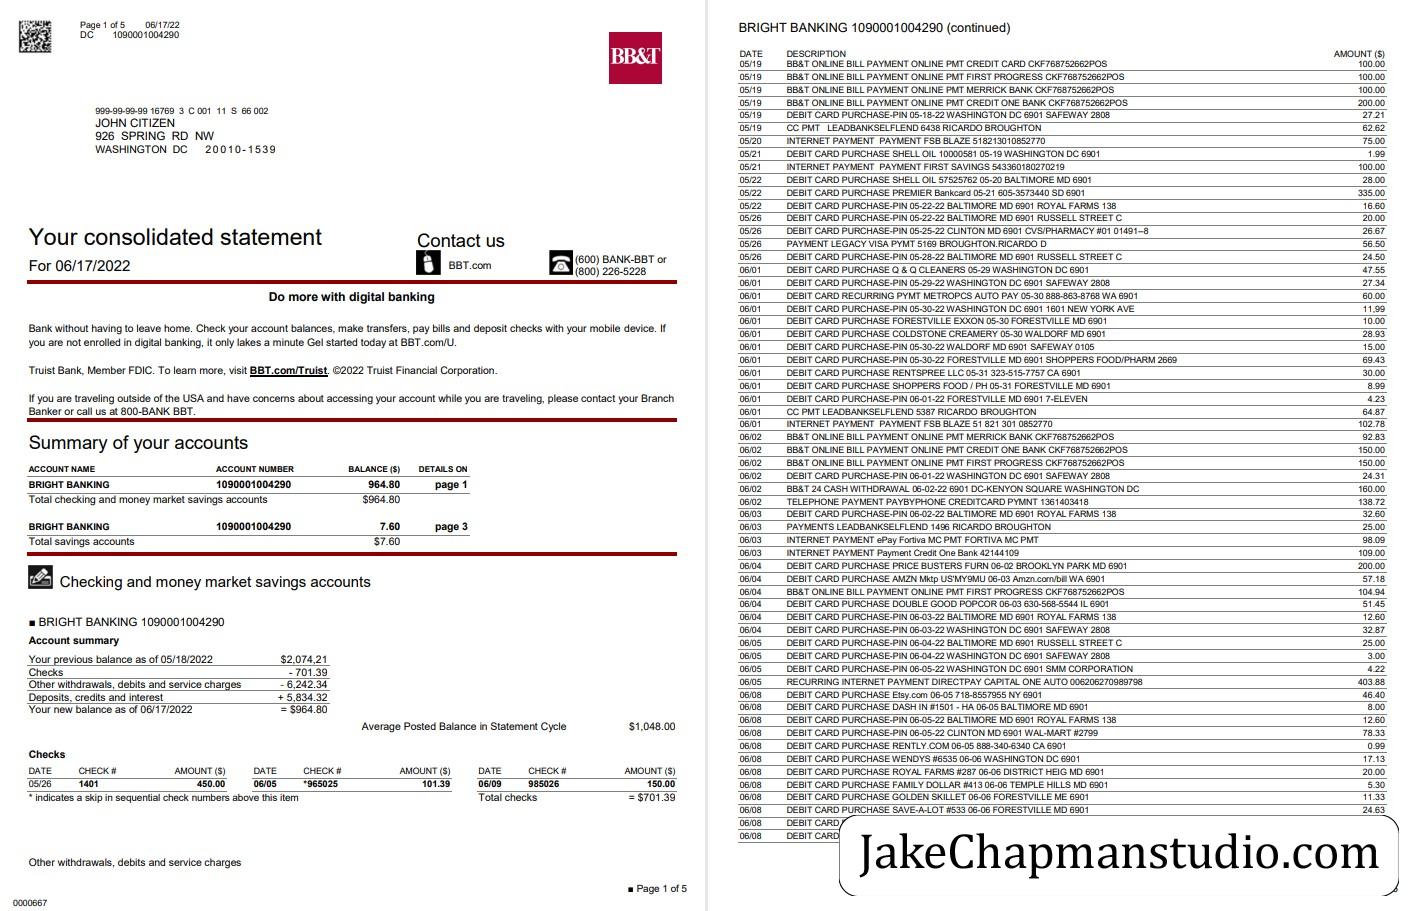 Page 1 of 5 06/17/22
DC 1090001004290
BB&T
999-99-99-99 16769 3 C 001 11 S 66 002
JOHN CITIZEN
926 SPRING RD NW
WASHINGTON DC 20010-1539
Your consolidated statement
For 06/17/2022
Contact us
BBT.com
(600) BANK-BBT or
(800) 226-5228
Do more with digital banking
Bank without having to leave home. Check your account balances, make transfers, pay bills and deposit checks with your mobile device. If
you are not enrolled in digital banking, it only lakes a minute Gel started today at BBT.com/U.
Truist Bank, Member FDIC. To learn more, visit BBT.com/Truist. ©2022 Truist Financial Corporation.
If you are traveling outside of the USA and have concerns about accessing your account while you are traveling, please contact your Branch
Banker or call us at 800-BANK BBT.
Summary of your accounts
ACCOUNT NAME ACCOUNT NUMBER BALANCE ($) DETAILS ON
BRIGHT BANKING 1090001004290 964.80 page 1
Total checking and money market savings accounts $964.80
BRIGHT BANKING 1090001004290 7.60 page 3
Total savings accounts $7.60
Checking and money market savings accounts
■ BRIGHT BANKING 1090001004290
Account summary
Your previous balance as of 05/18/2022 $2,074,21
Checks - 701.39
Other withdrawals, debits and service charges - 6,242.34
Deposits, credits and interest + 5,834.32
Your new balance as of 06/17/2022 = $964.80
Average Posted Balance in Statement Cycle $1,048.00
Checks
DATE CHECK # AMOUNT ($) DATE CHECK # AMOUNT ($) DATE CHECK # AMOUNT ($)
05/26 1401 450.00 06/05 *965025 101.39 06/09 985026 150.00
* indicates a skip in sequential check numbers above this item Total checks = $701.39
Other withdrawals, debits and service charges
■ Page 1 of 5
0000667
BRIGHT BANKING 1090001004290 (continued)
DATE DESCRIPTION AMOUNT ($)
05/19 BB&T ONLINE BILL PAYMENT ONLINE PMT CREDIT CARD CKF768752662POS 100.00
05/19 BB&T ONLINE BILL PAYMENT ONLINE PMT FIRST PROGRESS CKF768752662POS 100.00
05/19 BB&T ONLINE BILL PAYMENT ONLINE PMT MERRICK BANK CKF768752662POS 100.00
05/19 BB&T ONLINE BILL PAYMENT ONLINE PMT CREDIT ONE BANK CKF768752662POS 200.00
05/19 DEBIT CARD PURCHASE-PIN 05-18-22 WASHINGTON DC 6901 SAFEWAY 2808 27.21
05/19 CC PMT LEADBANKSELFLEND 6438 RICARDO BROUGHTON 62.62
05/20 INTERNET PAYMENT PAYMENT FSB BLAZE 518213010852770 75.00
05/21 DEBIT CARD PURCHASE SHELL OIL 10000581 05-19 WASHINGTON DC 6901 1.99
05/21 INTERNET PAYMENT PAYMENT FIRST SAVINGS 543360180270219 100.00
05/22 DEBIT CARD PURCHASE SHELL OIL 57525762 05-20 BALTIMORE MD 6901 28.00
05/22 DEBIT CARD PURCHASE PREMIER Bankcard 05-21 605-3573440 SD 6901 335.00
05/22 DEBIT CARD PURCHASE-PIN 05-22-22 BALTIMORE MD 6901 ROYAL FARMS 138 16.60
05/26 DEBIT CARD PURCHASE-PIN 05-22-22 BALTIMORE MD 6901 RUSSELL STREET C 20.00
05/26 DEBIT CARD PURCHASE-PIN 05-25-22 CLINTON MD 6901 CVS/PHARMACY #01 01491--8 26.67
05/26 PAYMENT LEGACY VISA PYMT 5169 BROUGHTON.RICARDO D 56.50
05/26 DEBIT CARD PURCHASE-PIN 05-28-22 BALTIMORE MD 6901 RUSSELL STREET C 24.50
06/01 DEBIT CARD PURCHASE Q & Q CLEANERS 05-29 WASHINGTON DC 6901 47.55
06/01 DEBIT CARD PURCHASE-PIN 05-29-22 WASHINGTON DC 6901 SAFEWAY 2808 27.34
06/01 DEBIT CARD RECURRING PYMT METROPCS AUTO PAY 05-30 888-863-8768 WA 6901 60.00
06/01 DEBIT CARD PURCHASE-PIN 05-30-22 WASHINGTON DC 6901 1601 NEW YORK AVE 11,99
06/01 DEBIT CARD PURCHASE FORESTVILLE EXXON 05-30 FORESTVILLE MD 6901 10.00
06/01 DEBIT CARD PURCHASE COLDSTONE CREAMERY 05-30 WALDORF MD 6901 28.93
06/01 DEBIT CARD PURCHASE-PIN 05-30-22 WALDORF MD 6901 SAFEWAY 0105 15.00
06/01 DEBIT CARD PURCHASE-PIN 05-30-22 FORESTVILLE MD 6901 SHOPPERS FOOD/PHARM 2669 69.43
06/01 DEBIT CARD PURCHASE RENTSPREE LLC 05-31 323-515-7757 CA 6901 30.00
06/01 DEBIT CARD PURCHASE SHOPPERS FOOD / PH 05-31 FORESTVILLE MD 6901 8.99
06/01 DEBIT CARD PURCHASE-PIN 06-01-22 FORESTVILLE MD 6901 7-ELEVEN 4.23
06/01 CC PMT LEADBANKSELFLEND 5387 RICARDO BROUGHTON 64.87
06/01 INTERNET PAYMENT PAYMENT FSB BLAZE 51 821 301 0852770 102.78
06/02 BB&T ONLINE BILL PAYMENT ONLINE PMT MERRICK BANK CKF768752662POS 92.83
06/02 BB&T ONLINE BILL PAYMENT ONLINE PMT CREDIT ONE BANK CKF768752662POS 150.00
06/02 BB&T ONLINE BILL PAYMENT ONLINE PMT FIRST PROGRESS CKF768752662POS 150.00
06/02 DEBIT CARD PURCHASE-PIN 06-01-22 WASHINGTON DC 6901 SAFEWAY 2808 24.31
06/02 BB&T 24 CASH WITHDRAWAL 06-02-22 6901 DC-KENYON SQUARE WASHINGTON DC 160.00
06/02 TELEPHONE PAYMENT PAYBYPHONE CREDITCARD PYMNT 1361403418 138.72
06/03 DEBIT CARD PURCHASE-PIN 06-02-22 BALTIMORE MD 6901 ROYAL FARMS 138 32.60
06/03 PAYMENTS LEADBANKSELFLEND 1496 RICARDO BROUGHTON 25.00
06/03 INTERNET PAYMENT ePay Fortiva MC PMT FORTIVA MC PMT 98.09
06/03 INTERNET PAYMENT Payment Credit One Bank 42144109 109.00
06/04 DEBIT CARD PURCHASE PRICE BUSTERS FURN 06-02 BROOKLYN PARK MD 6901 200.00
06/04 DEBIT CARD PURCHASE AMZN Mktp US'MY9MU 06-03 Amzn.corn/bill WA 6901 57.18
06/04 BB&T ONLINE BILL PAYMENT ONLINE PMT FIRST PROGRESS CKF768752662POS 104.94
06/04 DEBIT CARD PURCHASE DOUBLE GOOD POPCOR 06-03 630-568-5544 IL 6901 51.45
06/04 DEBIT CARD PURCHASE-PIN 06-03-22 BALTIMORE MD 6901 ROYAL FARMS 138 12.60
06/04 DEBIT CARD PURCHASE-PIN 06-03-22 WASHINGTON DC 6901 SAFEWAY 2808 32.87
06/05 DEBIT CARD PURCHASE-PIN 06-04-22 BALTIMORE MD 6901 RUSSELL STREET C 25.00
06/05 DEBIT CARD PURCHASE-PIN 06-04-22 WASHINGTON DC 6901 SAFEWAY 2808 3.00
06/05 DEBIT CARD PURCHASE-PIN 06-05-22 WASHINGTON DC 6901 SMM CORPORATION 4.22
06/05 RECURRING INTERNET PAYMENT DIRECTPAY CAPITAL ONE AUTO 006206270989798 403.88
06/08 DEBIT CARD PURCHASE Etsy.com 06-05 718-8557955 NY 6901 46.40
06/08 DEBIT CARD PURCHASE DASH IN #1501 - HA 06-05 BALTIMORE MD 6901 8.00
06/08 DEBIT CARD PURCHASE-PIN 06-05-22 BALTIMORE MD 6901 ROYAL FARMS 138 12.60
06/08 DEBIT CARD PURCHASE-PIN 06-05-22 CLINTON MD 6901 WAL-MART #2799 78.33
06/08 DEBIT CARD PURCHASE RENTLY.COM 06-05 888-340-6340 CA 6901 0.99
06/08 DEBIT CARD PURCHASE WENDYS #6535 06-06 WASHINGTON DC 6901 17.13
06/08 DEBIT CARD PURCHASE ROYAL FARMS #287 06-06 DISTRICT HEIG MD 6901 20.00
06/08 DEBIT CARD PURCHASE FAMILY DOLLAR #413 06-06 TEMPLE HILLS MD 6901 5.30
06/08 DEBIT CARD PURCHASE GOLDEN SKILLET 06-06 FORESTVILLE ME 6901 11.33
06/08 DEBIT CARD PURCHASE SAVE-A-LOT #533 06-06 FORESTVILLE MD 6901 24.63
06/08 DEBIT CARD
06/08 DEBIT CARD
JakeChapmanstudio.com